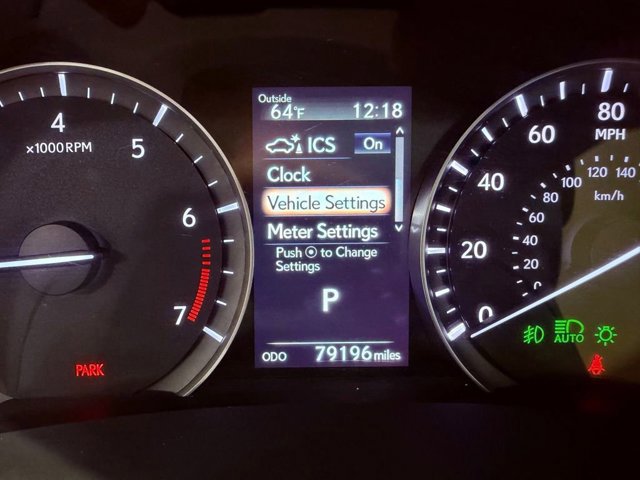 4
×1000RPM
5
6
7
PARK
Outside
64°F 12:18
ICS On
Clock
Vehicle Settings
Meter Settings
Push ⊙ to Change
Settings
P
ODO 79196 miles
80
MPH
60
40
20
0
140
120
100
80
60
40
20
0
km/h
AUTO